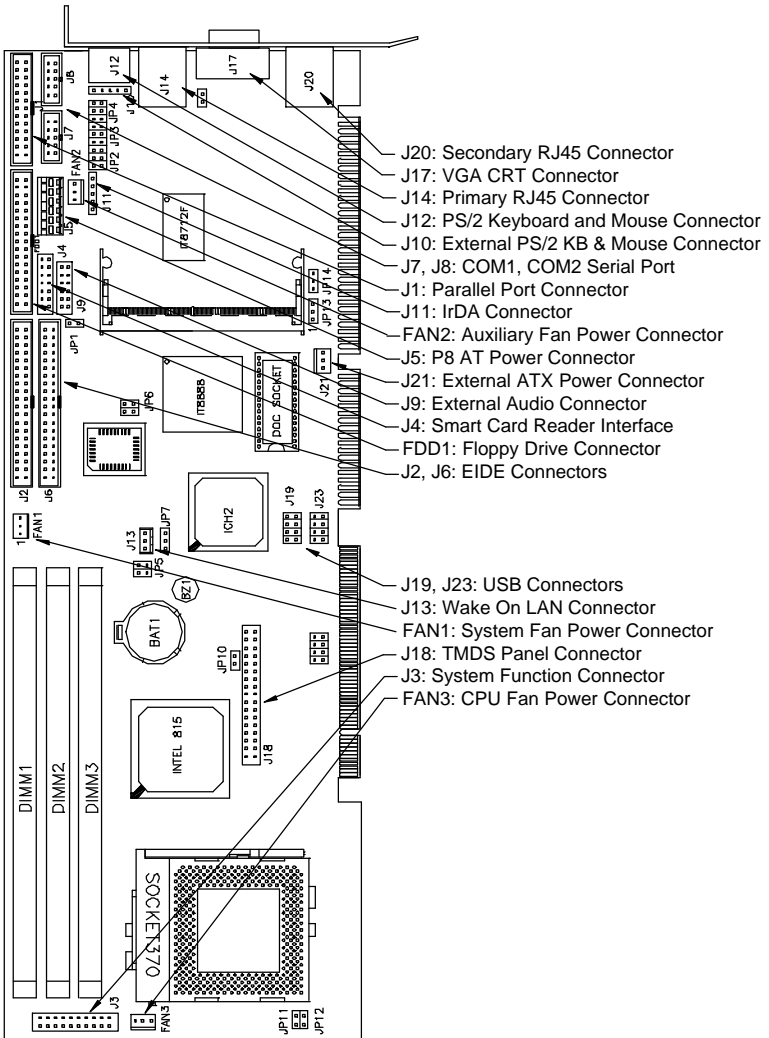 J12
J14
J17
J20
J8
J10
JP4
J7
JP3
JP2
FAN2
J11
J5
IT8712F
FDD1
J4
J9
JP14
JP13
1
JP1
J21
JP6
IT8888
DOC SOCKET
J2
J6
ICH2
J19
J23
1
FAN1
J13
JP7
JP5
BZ1
BAT1
JP10
INTEL 815
J18
DIMM1
DIMM2
DIMM3
SOCKET370
J3
FAN3
JP11
JP12
J20: Secondary RJ45 Connector
J17: VGA CRT Connector
J14: Primary RJ45 Connector
J12: PS/2 Keyboard and Mouse Connector
J10: External PS/2 KB & Mouse Connector
J7, J8: COM1, COM2 Serial Port
J1: Parallel Port Connector
J11: IrDA Connector
FAN2: Auxiliary Fan Power Connector
J5: P8 AT Power Connector
J21: External ATX Power Connector
J9: External Audio Connector
J4: Smart Card Reader Interface
FDD1: Floppy Drive Connector
J2, J6: EIDE Connectors
J19, J23: USB Connectors
J13: Wake On LAN Connector
FAN1: System Fan Power Connector
J18: TMDS Panel Connector
J3: System Function Connector
FAN3: CPU Fan Power Connector